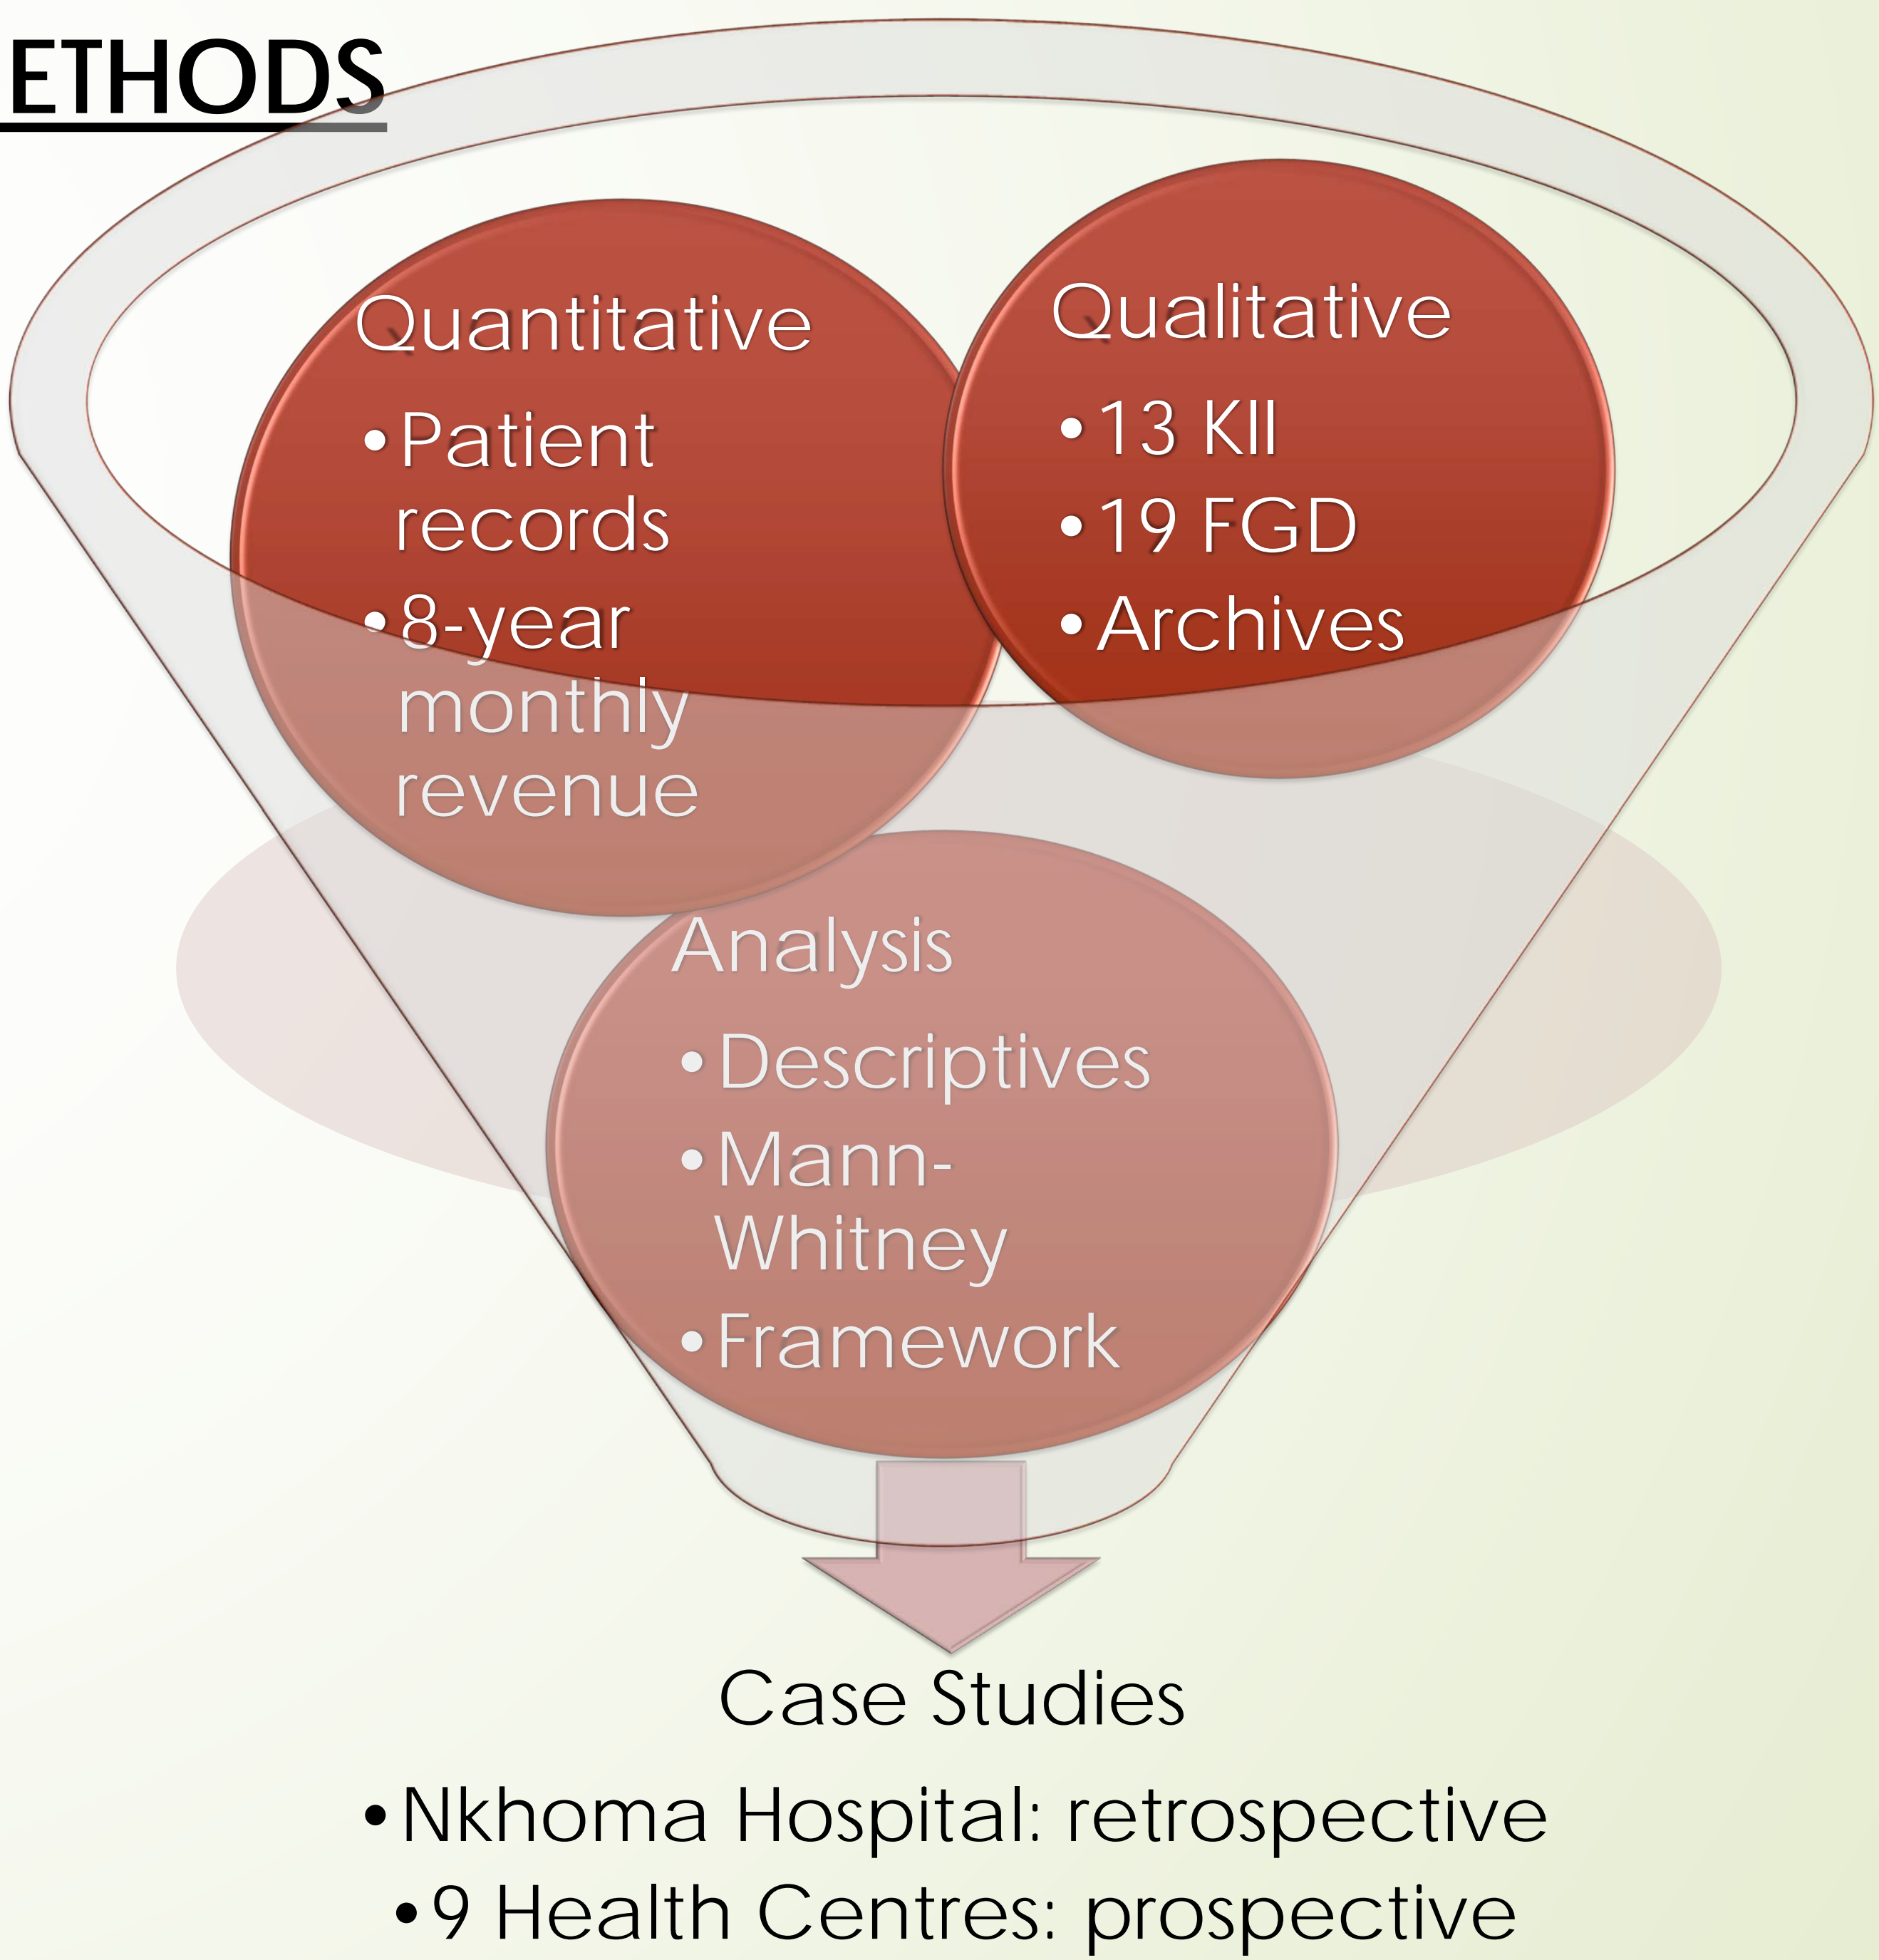 ETHODS
Quantitative
•Patient
records
•8-year
monthly
revenue
Qualitative
•13 KII
•19 FGD
•Archives
Analysis
•Descriptives
•Mann-
Whitney
•Framework
Case Studies
•Nkhoma Hospital: retrospective
•9 Health Centres: prospective